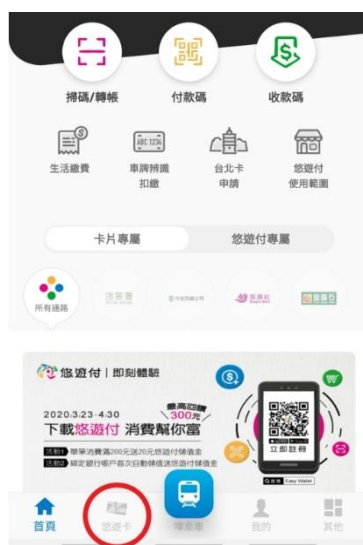 掃碼/轉帳 付款碼 收款碼
ABC 1234
生活繳費 車牌辨識 台北卡 悠遊付
扣繳 申請 使用範圍
卡片專屬 悠遊付專屬
所有通路
悠遊付 | 即刻體驗
2020.3.23-4.30 最高回饋
300元
下載悠遊付 消費幫你富
活動1 單筆消費滿200元送20元悠遊付儲值金
活動2 綁定銀行帳戶首次自動儲值送悠遊付儲值金
立即註冊
Easy Wallet
首頁 悠遊卡 嗶乘車 我的 其他